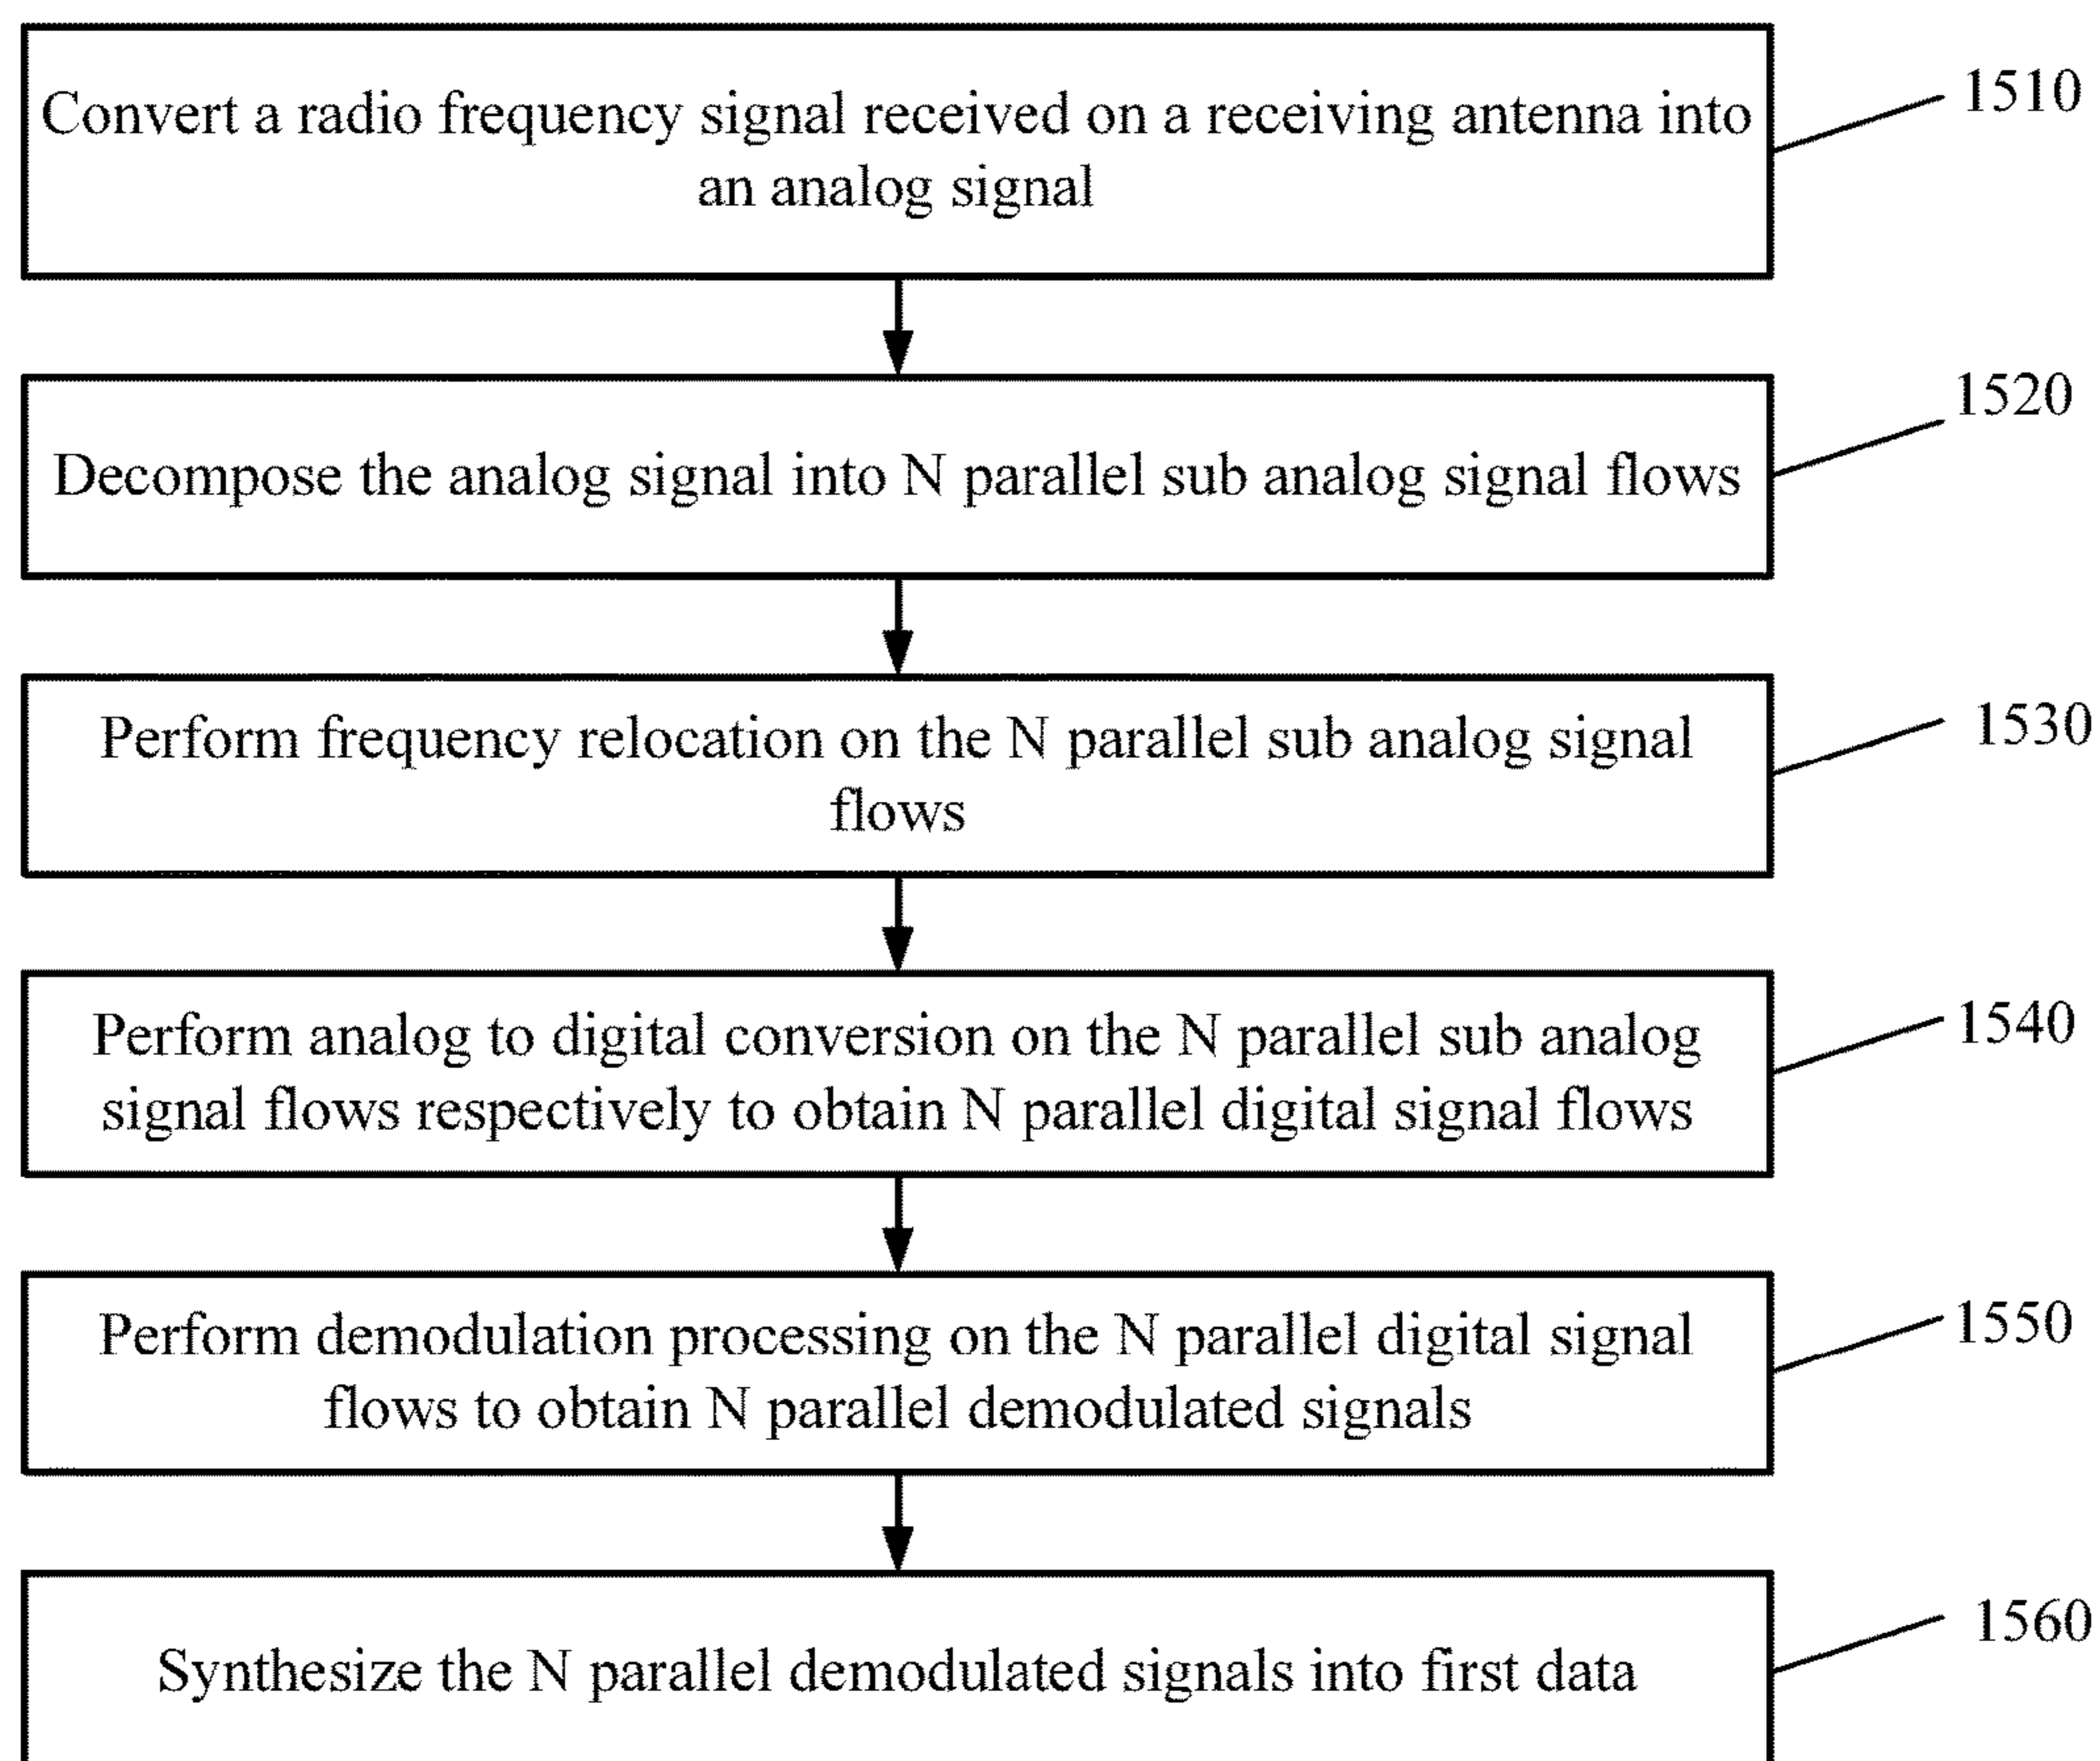 Convert a radio frequency signal received on a receiving antenna into
an analog signal
1510
Decompose the analog signal into N parallel sub analog signal flows
1520
Perform frequency relocation on the N parallel sub analog signal
flows
1530
Perform analog to digital conversion on the N parallel sub analog
signal flows respectively to obtain N parallel digital signal flows
1540
Perform demodulation processing on the N parallel digital signal
flows to obtain N parallel demodulated signals
1550
Synthesize the N parallel demodulated signals into first data
1560